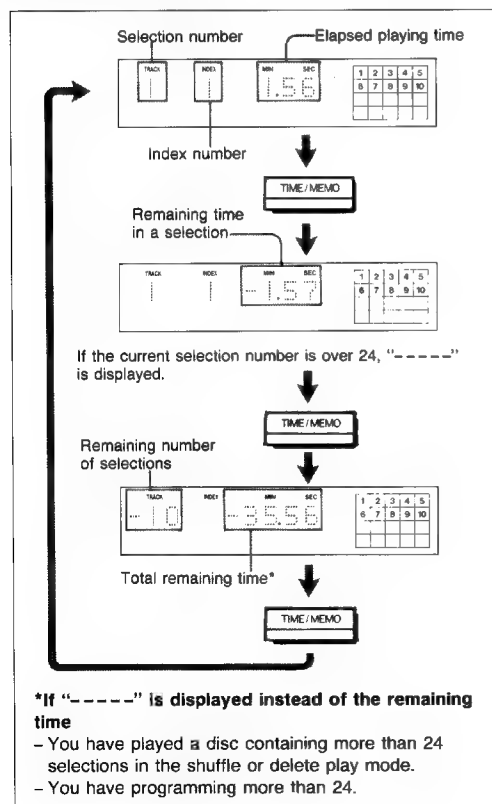 Selection number
Elapsed playing time
TRACK INDEX MIN SEC
1 1 1.56
1 2 3 4 5
6 7 8 9 10
Index number
TIME/MEMO
Remaining time
in a selection
TRACK INDEX MIN SEC
1 1 -1.57
1 2 3 4 5
6 7 8 9 10
If the current selection number is over 24, “-----”
is displayed.
TIME/MEMO
Remaining number
of selections
TRACK INDEX MIN SEC
-10 -35.56
1 2 3 4 5
6 7 8 9 10
Total remaining time*
TIME/MEMO
*If “-----” is displayed instead of the remaining
time
– You have played a disc containing more than 24
selections in the shuffle or delete play mode.
– You have programming more than 24.